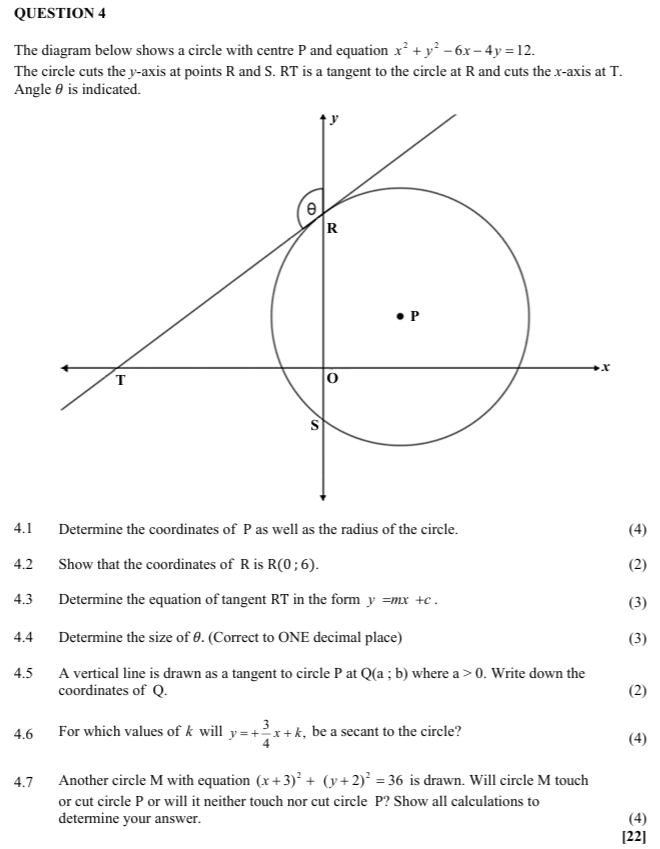 QUESTION 4
The diagram below shows a circle with centre P and equation x² + y² − 6x − 4y = 12.
The circle cuts the y-axis at points R and S. RT is a tangent to the circle at R and cuts the x-axis at T.
Angle θ is indicated.
y
θ
R
P
x
T
O
S
4.1 Determine the coordinates of P as well as the radius of the circle. (4)
4.2 Show that the coordinates of R is R(0 ; 6). (2)
4.3 Determine the equation of tangent RT in the form y =mx +c . (3)
4.4 Determine the size of θ. (Correct to ONE decimal place) (3)
4.5 A vertical line is drawn as a tangent to circle P at Q(a ; b) where a > 0. Write down the
coordinates of Q. (2)
4.6 For which values of k will y = + 3/4 x + k, be a secant to the circle? (4)
4.7 Another circle M with equation (x + 3)² + (y + 2)² = 36 is drawn. Will circle M touch
or cut circle P or will it neither touch nor cut circle P? Show all calculations to
determine your answer. (4)
[22]